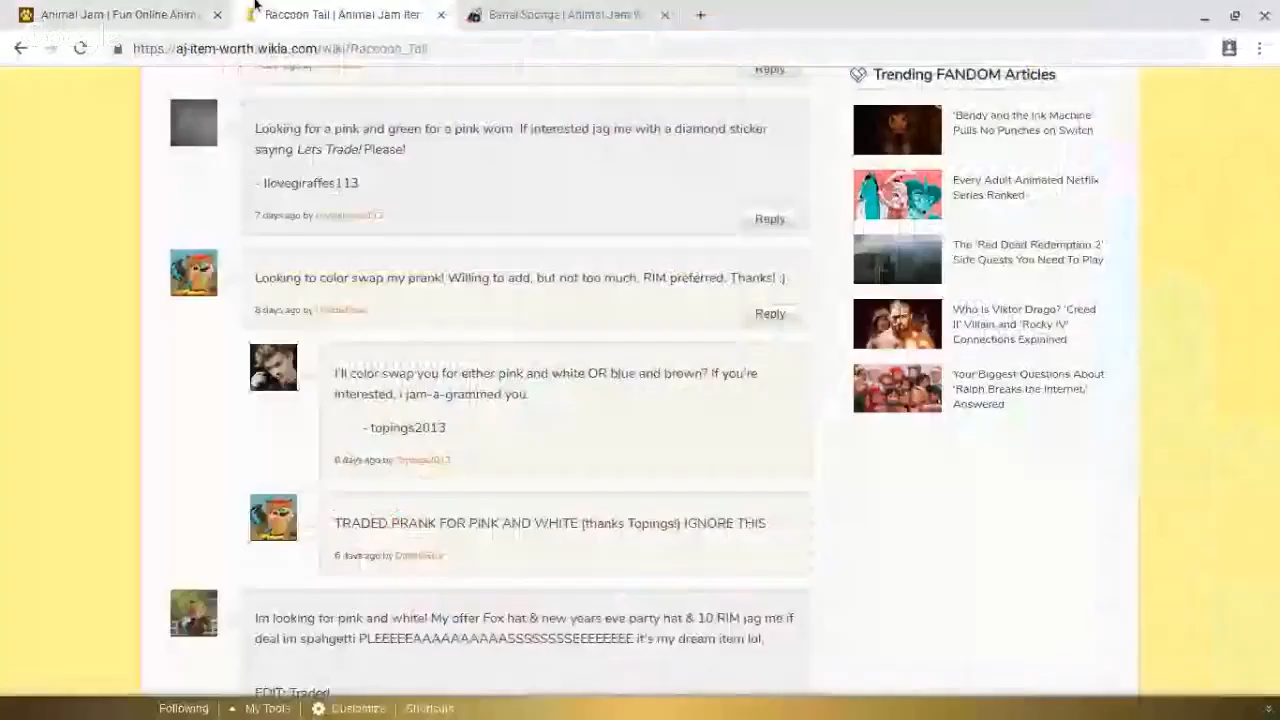 Animal Jam | Fun Online Anim
Raccoon Tail | Animal Jam Iter
Barrel Sponge | Animal Jam W
https://aj-item-worth.wikia.com/wiki/Raccoon_Tail
Reply
Trending FANDOM Articles
Looking for a pink and green for a pink worn. If interested jag me with a diamond sticker
saying Lets Trade! Please!
- Ilovegiraffes113
7 days ago by
Reply
'Bendy and the Ink Machine'
Pulls No Punches on Switch
Every Adult Animated Netflix
Series Ranked
The 'Red Dead Redemption 2'
Side Quests You Need To Play
Who Is Viktor Drago? 'Creed
II' Villain and 'Rocky IV'
Connections Explained
Your Biggest Questions About
'Ralph Breaks the Internet,'
Answered
Looking to color swap my prank! Willing to add, but not too much. RIM preferred. Thanks! :)
8 days ago by
Reply
I'll color swap you for either pink and white OR blue and brown? If you're
interested, i jam-a-grammed you.
- topings2013
6 days ago by Topings2013
TRADED PRANK FOR PINK AND WHITE (thanks Topings!) IGNORE THIS
6 days ago by
Im looking for pink and white! My offer Fox hat & new years eve party hat & 10 RIM jag me if
deal im spahgetti PLEEEEEAAAAAAAAAASSSSSSSSEEEEEEEE it's my dream item lol,
EDIT: Traded!
Following My Tools Customize Shortcuts